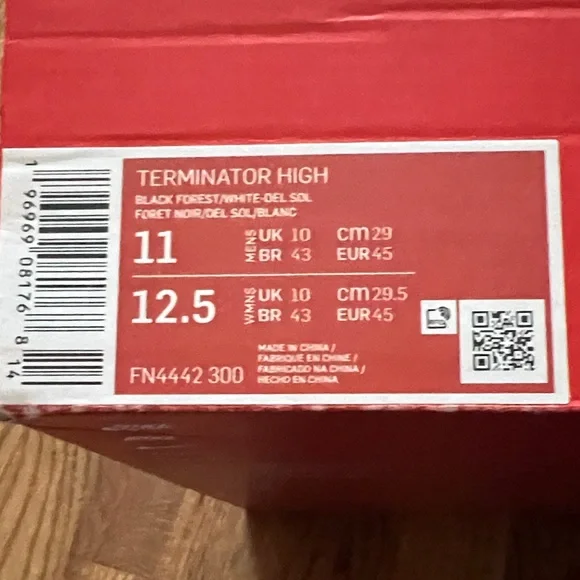 TERMINATOR HIGH
BLACK FOREST/WHITE-DEL SOL
FORET NOIR/DEL SOL/BLANC
11 MENS UK 10 cm 29
BR 43 EUR 45
12.5 WMNS UK 10 cm 29.5
BR 43 EUR 45
MADE IN CHINA /
FABRIQUÉ EN CHINE /
FABRICADO NA CHINA /
HECHO EN CHINA
FN4442 300
1 96969 08176 8 14